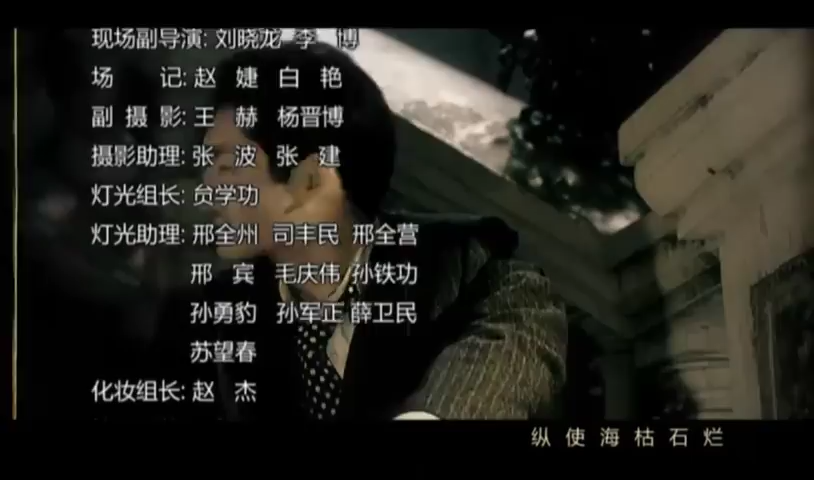 现场副导演: 刘晓龙 李 博
场 记: 赵 婕 白 艳
副 摄 影: 王 赫 杨晋博
摄影助理: 张 波 张 建
灯光组长: 贠学功
灯光助理: 邢全州 司丰民 邢全营
邢 宾 毛庆伟 孙铁功
孙勇豹 孙军正 薛卫民
苏望春
化妆组长: 赵 杰
纵使海枯石烂